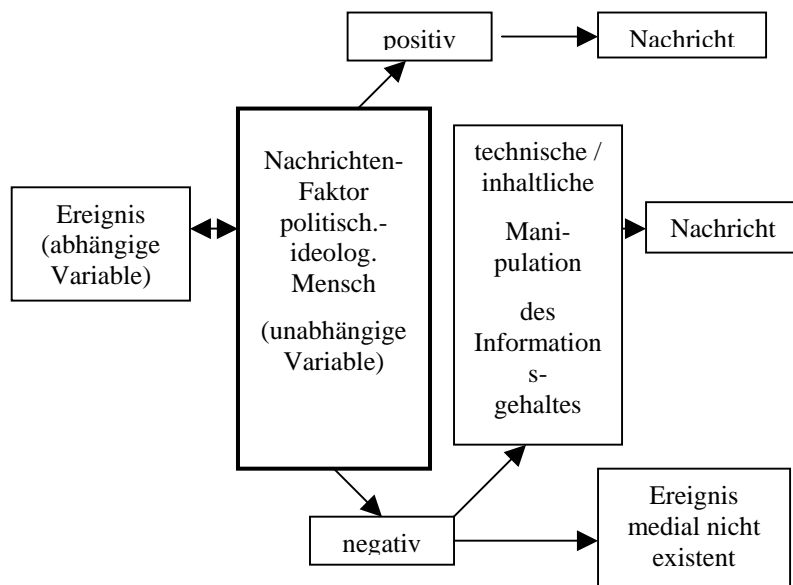 positiv
Nachricht
Nachrichten-
Faktor
politisch.-
ideolog.
Mensch
(unabhängige
Variable)
Ereignis
(abhängige
Variable)
technische /
inhaltliche
Mani-
pulation
des
Information
s-
gehaltes
Nachricht
negativ
Ereignis
medial nicht
existent